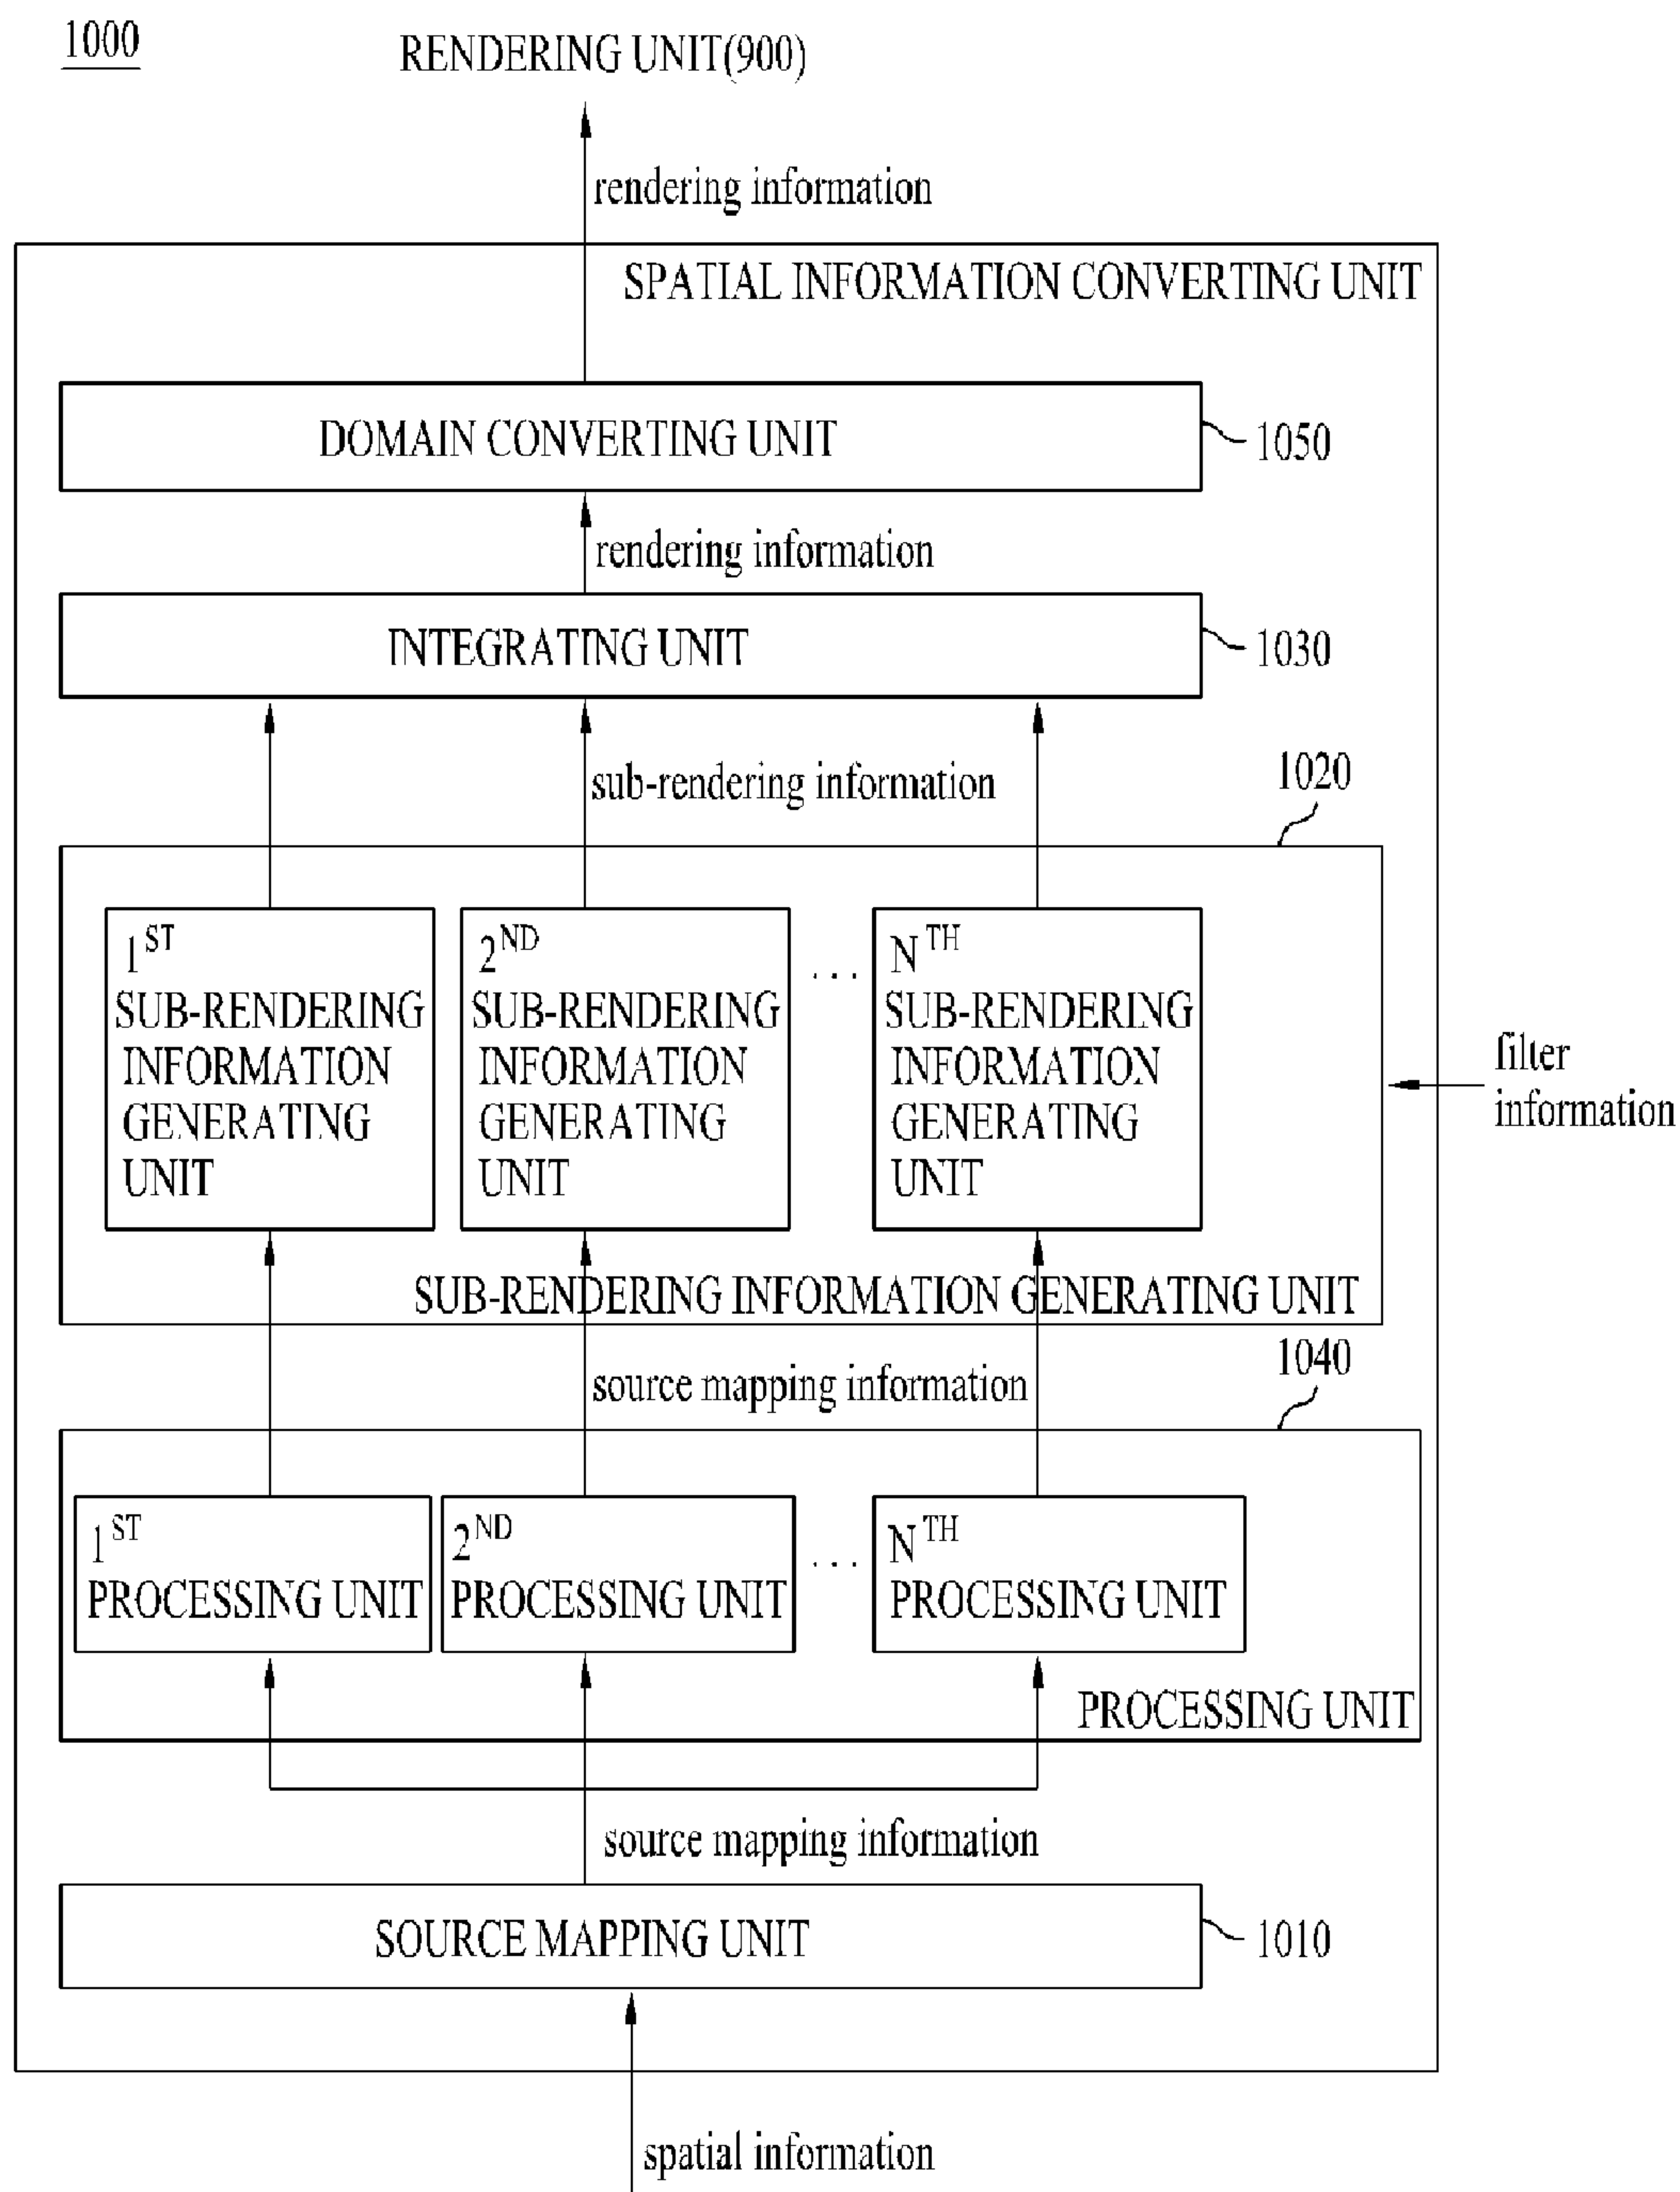 1000
RENDERING UNIT(900)
rendering information
SPATIAL INFORMATION CONVERTING UNIT
DOMAIN CONVERTING UNIT
1050
rendering information
INTEGRATING UNIT
1030
sub-rendering information
1020
1ST
SUB-RENDERING
INFORMATION
GENERATING
UNIT
2ND
SUB-RENDERING
INFORMATION
GENERATING
UNIT
...
NTH
SUB-RENDERING
INFORMATION
GENERATING
UNIT
filter
information
SUB-RENDERING INFORMATION GENERATING UNIT
source mapping information
1040
1ST
PROCESSING UNIT
2ND
PROCESSING UNIT
...
NTH
PROCESSING UNIT
PROCESSING UNIT
source mapping information
SOURCE MAPPING UNIT
1010
spatial information